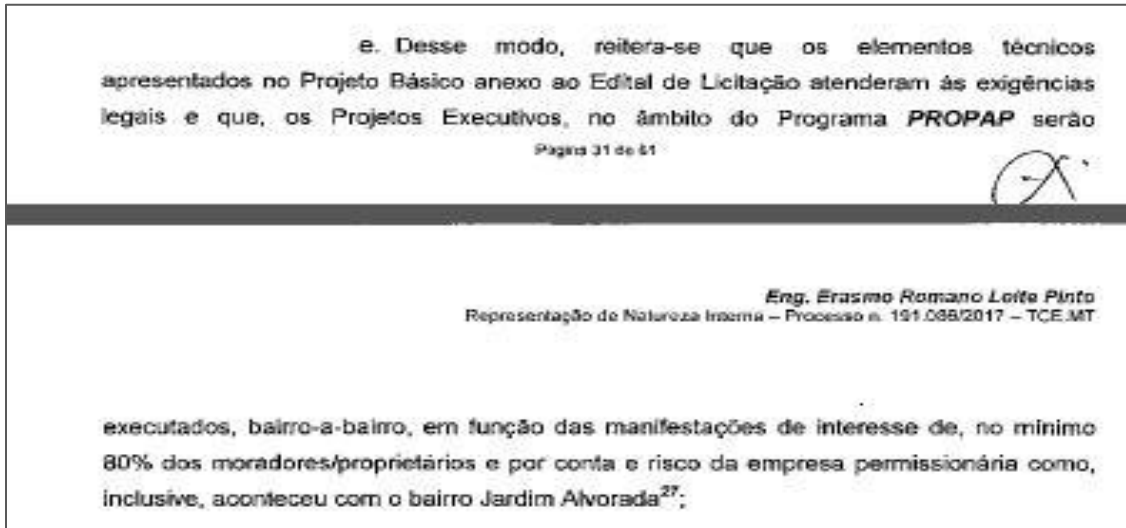 e. Desse modo, reitera-se que os elementos técnicos
apresentados no Projeto Básico anexo ao Edital de Licitação atenderam às exigências
legais e que, os Projetos Executivos, no âmbito do Programa PROPAP serão
Página 31 de 61
Eng. Erasmo Romano Leite Pinto
Representação de Natureza Interna – Processo n. 191.086/2017 – TCE.MT
executados, bairro-a-bairro, em função das manifestações de interesse de, no mínimo
80% dos moradores/proprietários e por conta e risco da empresa permissionária como,
inclusive, aconteceu com o bairro Jardim Alvorada²⁷;